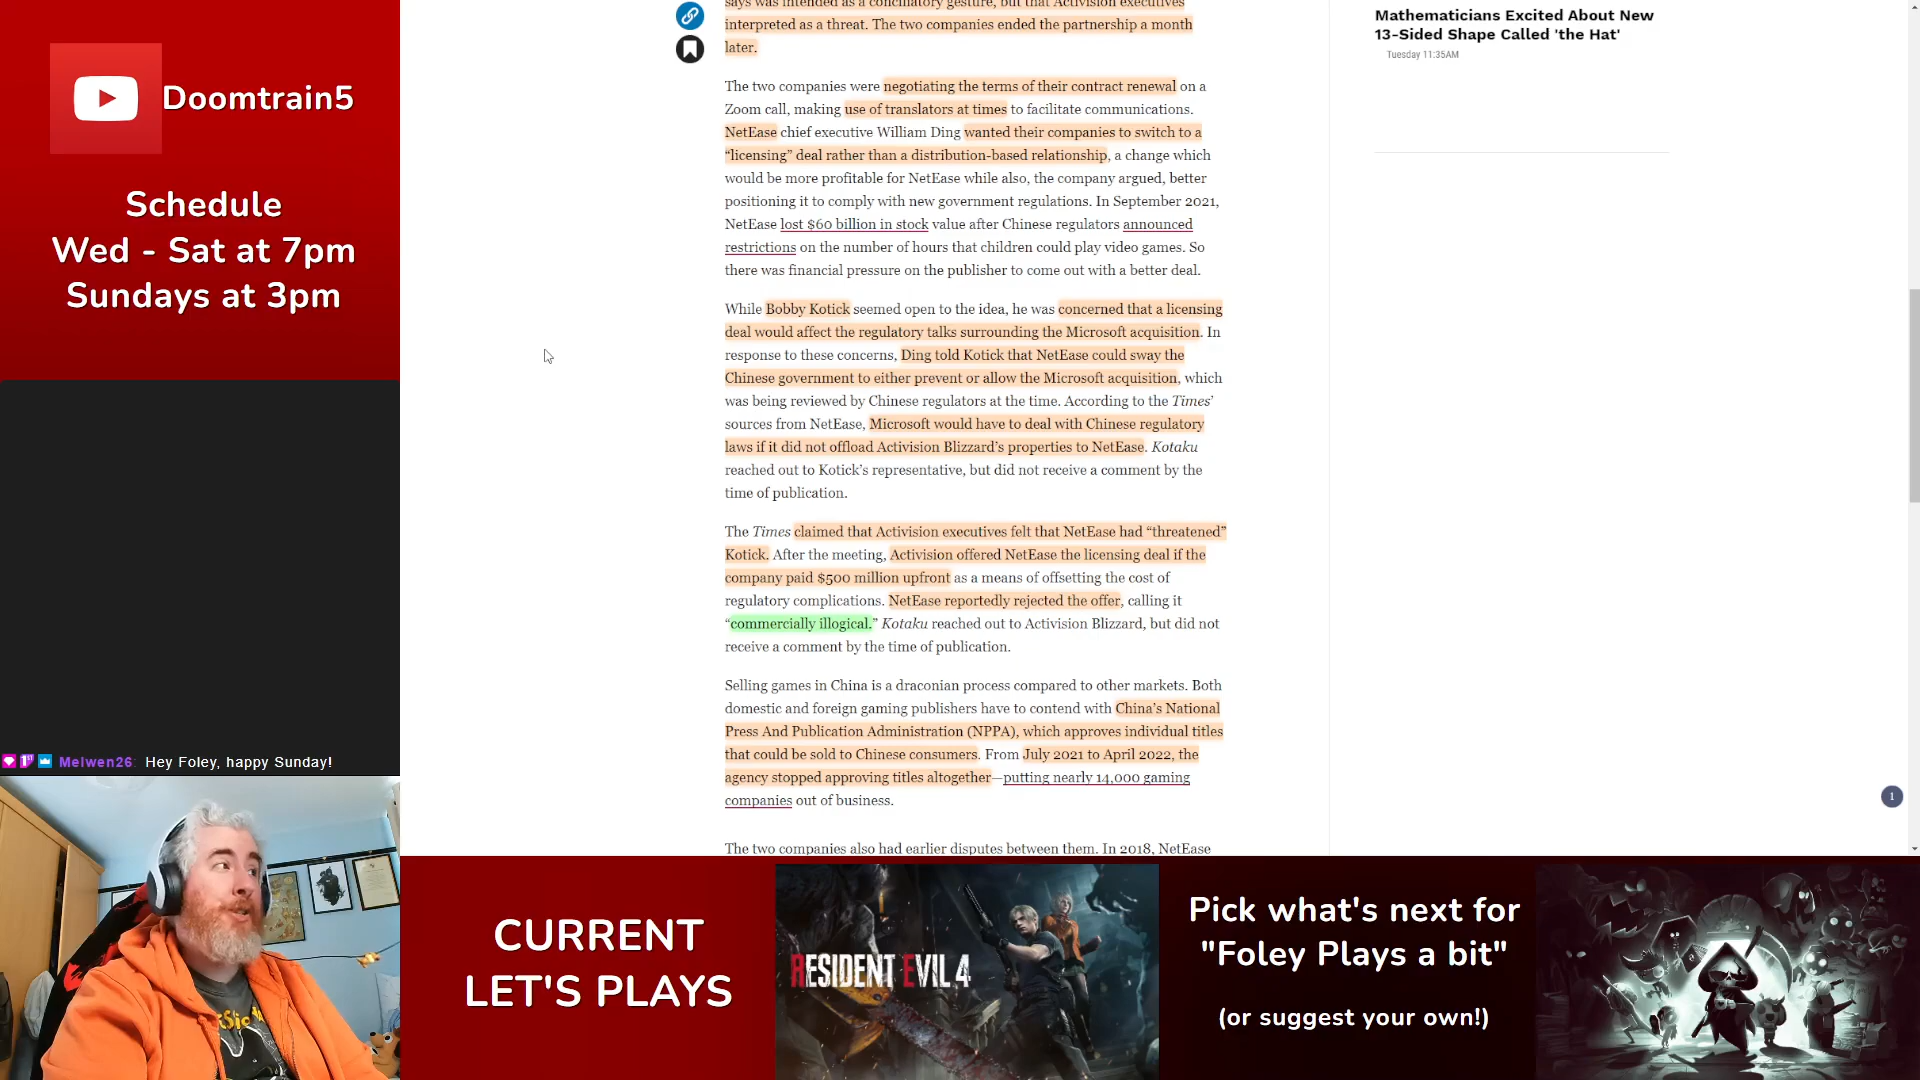 Doomtrain5
Schedule
Wed - Sat at 7pm
Sundays at 3pm
Melwen26: Hey Foley, happy Sunday!
says was intended as a conciliatory gesture, but that Activision executives
interpreted as a threat. The two companies ended the partnership a month
later.
The two companies were negotiating the terms of their contract renewal on a
Zoom call, making use of translators at times to facilitate communications.
NetEase chief executive William Ding wanted their companies to switch to a
“licensing” deal rather than a distribution-based relationship, a change which
would be more profitable for NetEase while also, the company argued, better
positioning it to comply with new government regulations. In September 2021,
NetEase lost $60 billion in stock value after Chinese regulators announced
restrictions on the number of hours that children could play video games. So
there was financial pressure on the publisher to come out with a better deal.
While Bobby Kotick seemed open to the idea, he was concerned that a licensing
deal would affect the regulatory talks surrounding the Microsoft acquisition. In
response to these concerns, Ding told Kotick that NetEase could sway the
Chinese government to either prevent or allow the Microsoft acquisition, which
was being reviewed by Chinese regulators at the time. According to the Times’
sources from NetEase, Microsoft would have to deal with Chinese regulatory
laws if it did not offload Activision Blizzard’s properties to NetEase. Kotaku
reached out to Kotick’s representative, but did not receive a comment by the
time of publication.
The Times claimed that Activision executives felt that NetEase had “threatened”
Kotick. After the meeting, Activision offered NetEase the licensing deal if the
company paid $500 million upfront as a means of offsetting the cost of
regulatory complications. NetEase reportedly rejected the offer, calling it
“commercially illogical.” Kotaku reached out to Activision Blizzard, but did not
receive a comment by the time of publication.
Selling games in China is a draconian process compared to other markets. Both
domestic and foreign gaming publishers have to contend with China’s National
Press And Publication Administration (NPPA), which approves individual titles
that could be sold to Chinese consumers. From July 2021 to April 2022, the
agency stopped approving titles altogether—putting nearly 14,000 gaming
companies out of business.
The two companies also had earlier disputes between them. In 2018, NetEase
Mathematicians Excited About New
13-Sided Shape Called 'the Hat'
Tuesday 11:35AM
1
CURRENT
LET'S PLAYS
RESIDENT EVIL 4
Pick what's next for
"Foley Plays a bit"
(or suggest your own!)